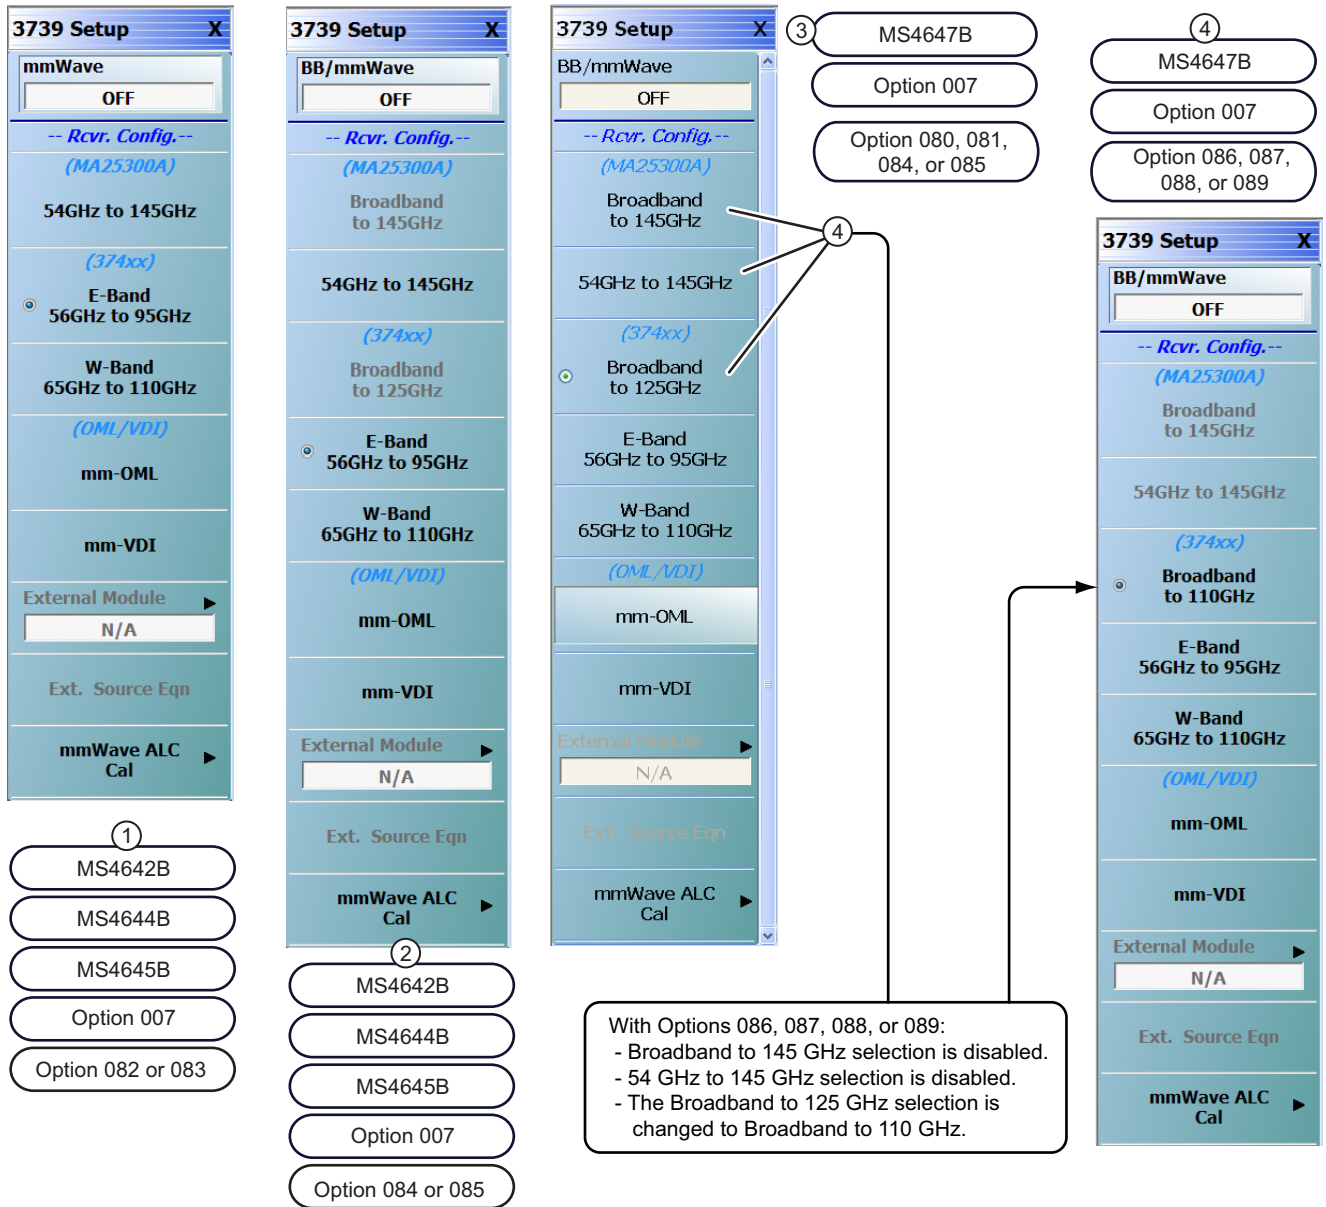 3739 Setup X
mmWave
OFF
-- Rcvr. Config.--
(MA25300A)
54GHz to 145GHz
(374xx)
E-Band
56GHz to 95GHz
W-Band
65GHz to 110GHz
(OML/VDI)
mm-OML
mm-VDI
External Module
N/A
Ext. Source Eqn
mmWave ALC
Cal
1
MS4642B
MS4644B
MS4645B
Option 007
Option 082 or 083
3739 Setup X
BB/mmWave
OFF
-- Rcvr. Config.--
(MA25300A)
Broadband
to 145GHz
54GHz to 145GHz
(374xx)
Broadband
to 125GHz
E-Band
56GHz to 95GHz
W-Band
65GHz to 110GHz
(OML/VDI)
mm-OML
mm-VDI
External Module
N/A
Ext. Source Eqn
mmWave ALC
Cal
2
MS4642B
MS4644B
MS4645B
Option 007
Option 084 or 085
3739 Setup X
BB/mmWave
OFF
-- Rcvr. Config.--
(MA25300A)
Broadband
to 145GHz
54GHz to 145GHz
(374xx)
Broadband
to 125GHz
E-Band
56GHz to 95GHz
W-Band
65GHz to 110GHz
(OML/VDI)
mm-OML
mm-VDI
External Module
N/A
Ext. Source Eqn
mmWave ALC
Cal
3
MS4647B
Option 007
Option 080, 081,
084, or 085
4
With Options 086, 087, 088, or 089:
- Broadband to 145 GHz selection is disabled.
- 54 GHz to 145 GHz selection is disabled.
- The Broadband to 125 GHz selection is
changed to Broadband to 110 GHz.
4
MS4647B
Option 007
Option 086, 087,
088, or 089
3739 Setup X
BB/mmWave
OFF
-- Rcvr. Config.--
(MA25300A)
Broadband
to 145GHz
54GHz to 145GHz
(374xx)
Broadband
to 110GHz
E-Band
56GHz to 95GHz
W-Band
65GHz to 110GHz
(OML/VDI)
mm-OML
mm-VDI
External Module
N/A
Ext. Source Eqn
mmWave ALC
Cal